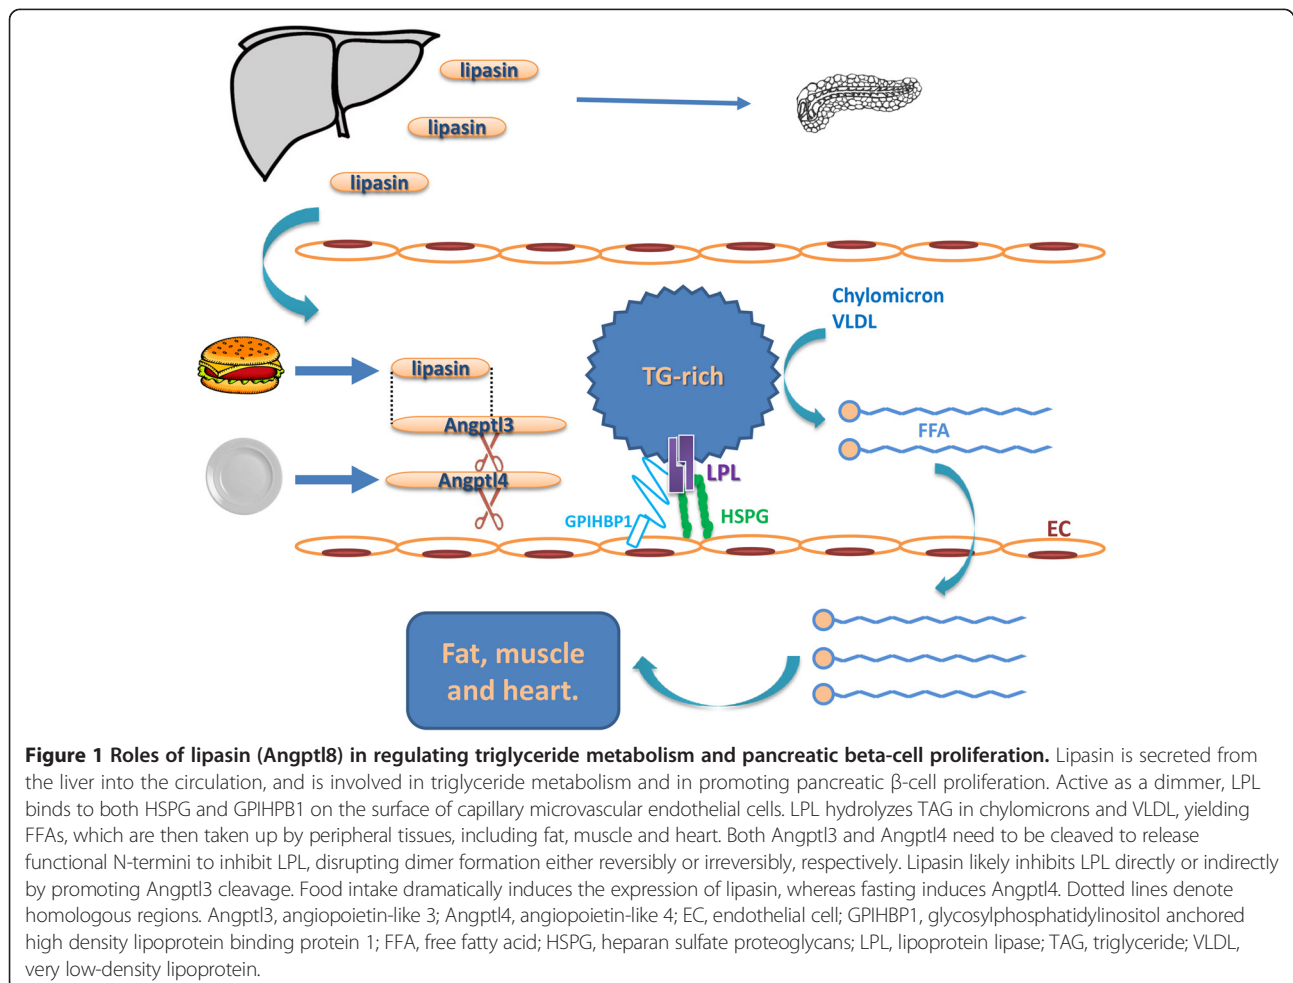 lipasin
lipasin
lipasin
Chylomicron
VLDL
lipasin
TG-rich
Angptl3
FFA
Angptl4
LPL
GPIHBP1
HSPG
EC
Fat, muscle
and heart.
Figure 1 Roles of lipasin (Angptl8) in regulating triglyceride metabolism and pancreatic beta-cell proliferation. Lipasin is secreted from
the liver into the circulation, and is involved in triglyceride metabolism and in promoting pancreatic β-cell proliferation. Active as a dimmer, LPL
binds to both HSPG and GPIHPB1 on the surface of capillary microvascular endothelial cells. LPL hydrolyzes TAG in chylomicrons and VLDL, yielding
FFAs, which are then taken up by peripheral tissues, including fat, muscle and heart. Both Angptl3 and Angptl4 need to be cleaved to release
functional N-termini to inhibit LPL, disrupting dimer formation either reversibly or irreversibly, respectively. Lipasin likely inhibits LPL directly or indirectly
by promoting Angptl3 cleavage. Food intake dramatically induces the expression of lipasin, whereas fasting induces Angptl4. Dotted lines denote
homologous regions. Angptl3, angiopoietin-like 3; Angptl4, angiopoietin-like 4; EC, endothelial cell; GPIHBP1, glycosylphosphatidylinositol anchored
high density lipoprotein binding protein 1; FFA, free fatty acid; HSPG, heparan sulfate proteoglycans; LPL, lipoprotein lipase; TAG, triglyceride; VLDL,
very low-density lipoprotein.